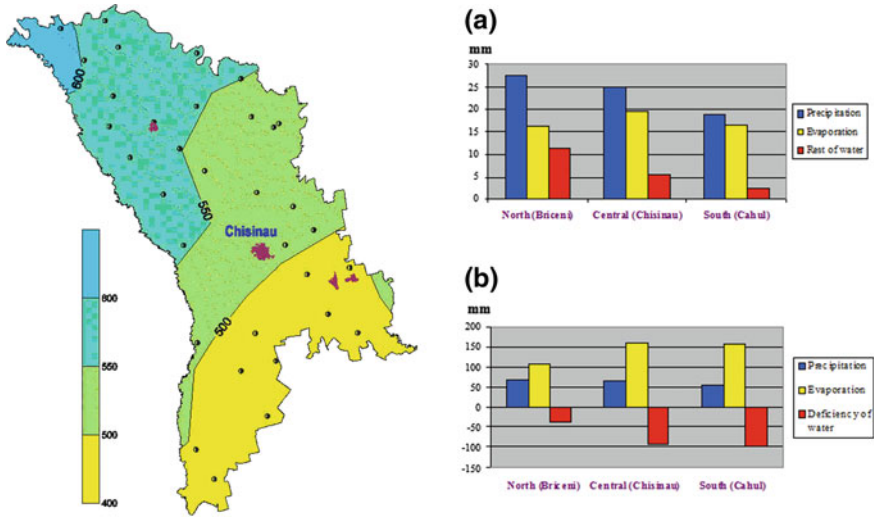 600
550
Chisinau
500
600
550
500
400
(a)
mm
30
25
20
15
10
5
0
Precipitation
Evaporation
Rest of water
North (Briceni) Central (Chisinau) South (Cahul)
(b)
mm
200
150
100
50
0
-50
-100
-150
Precipitation
Evaporation
Deficiency of
water
North (Briceni) Central (Chisinau) South (Cahul)